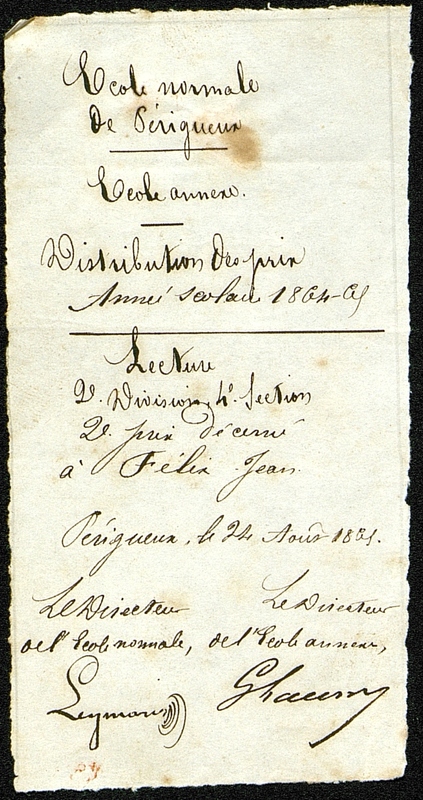 Ecole normale
de Périgueux
Ecole annexe.
Distribution des prix
Année scolaire 1864-65
Lecture
2e. Division, 4e. Section
2e. prix décerné
à Félix Jean.
Périgueux, le 24 Août 1865.
Le Directeur
de l'Ecole normale,
Leymarie
Le Directeur
de l'Ecole annexe,